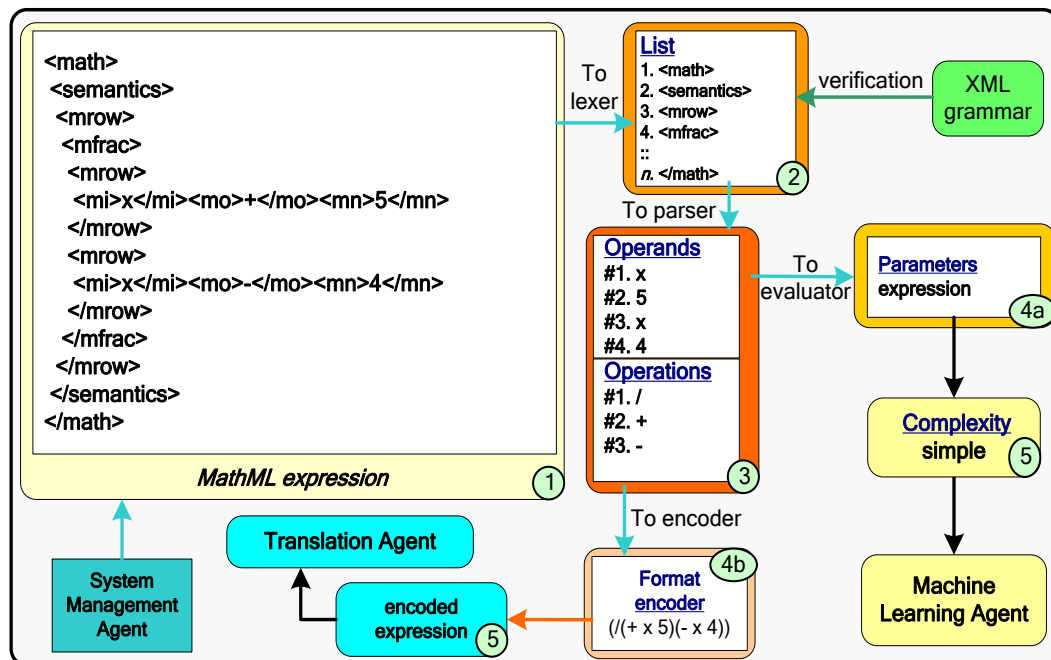 <math>
<semantics>
<mrow>
<mfrac>
<mrow>
<mi>x</mi><mo>+</mo><mn>5</mn>
</mrow>
<mrow>
<mi>x</mi><mo>-</mo><mn>4</mn>
</mrow>
</mfrac>
</mrow>
</semantics>
</math>
MathML expression
1
To
lexer
List
1. <math>
2. <semantics>
3. <mrow>
4. <mfrac>
::
n. </math>
2
verification
XML
grammar
To parser
Operands
#1. x
#2. 5
#3. x
#4. 4
Operations
#1. /
#2. +
#3. -
3
To
evaluator
Parameters
expression
4a
Complexity
simple
5
Machine
Learning Agent
To encoder
4b
Format
encoder
(/(+ x 5)(- x 4))
encoded
expression
5
Translation Agent
System
Management
Agent